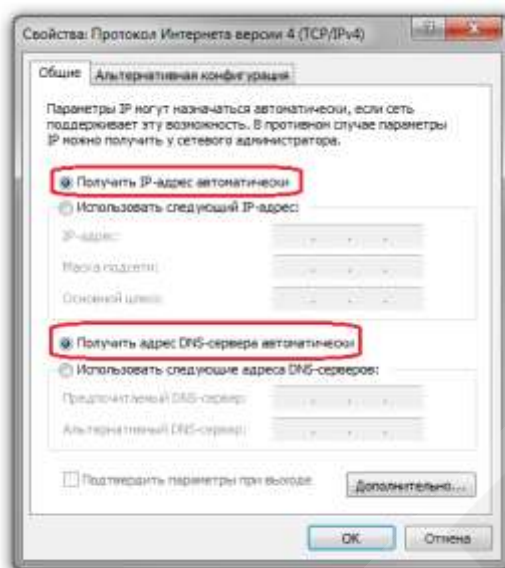 Свойства: Протокол Интернета версии 4 (TCP/IPv4)
Общие
Альтернативная конфигурация
Параметры IP могут назначаться автоматически, если сеть
поддерживает эту возможность. В противном случае параметры
IP можно получить у сетевого администратора.
Получить IP-адрес автоматически
Использовать следующий IP-адрес:
IP-адрес:
Маска подсети:
Основной шлюз:
Получить адрес DNS-сервера автоматически
Использовать следующие адреса DNS-серверов:
Предпочитаемый DNS-сервер:
Альтернативный DNS-сервер:
Подтвердить параметры при выходе
Дополнительно...
ОК
Отмена